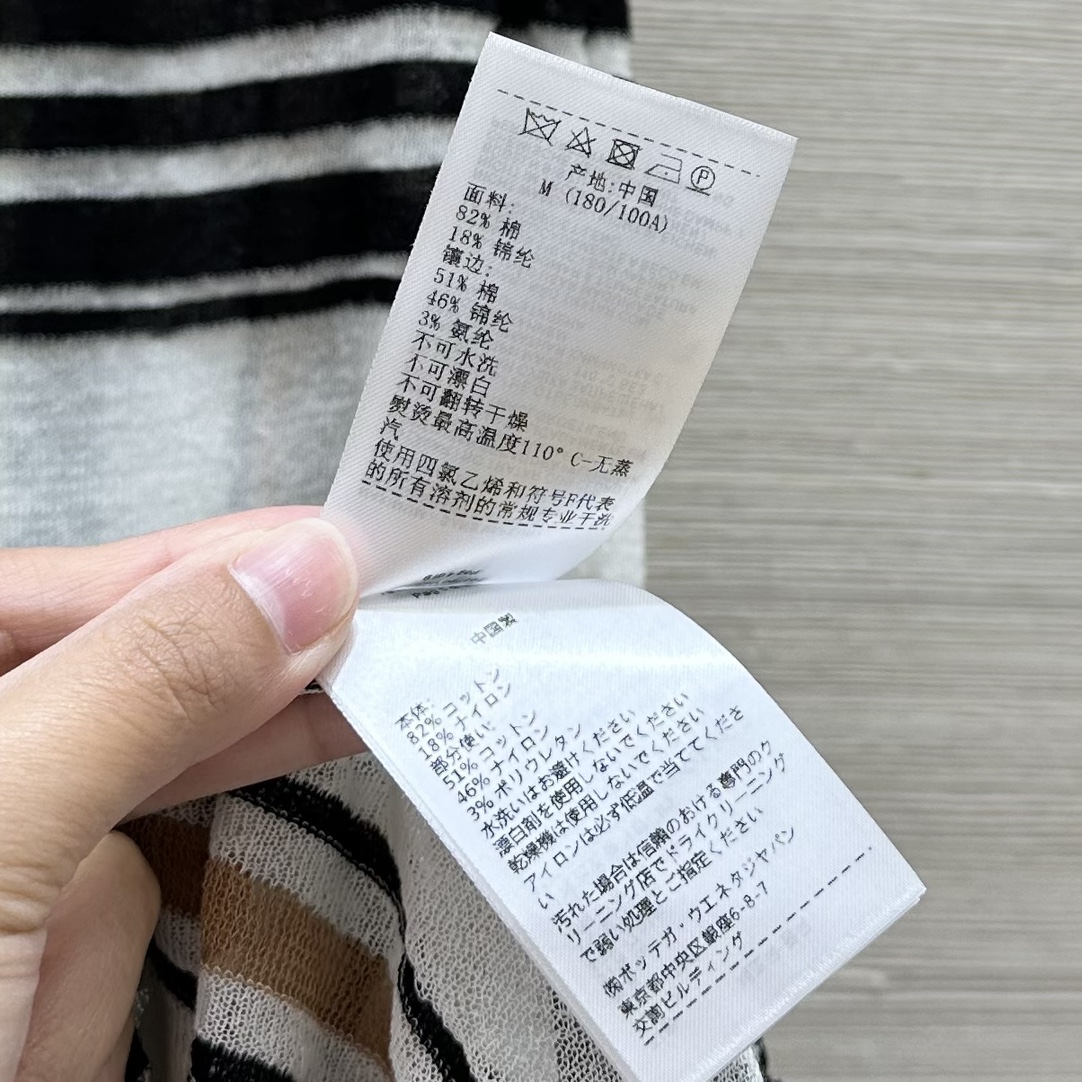 产地:中国
M (180/100A)
面料:
82% 棉
18% 锦纶
镶边:
51% 棉
46% 锦纶
3% 氨纶
不可水洗
不可漂白
不可翻转干燥
熨烫最高温度110° C-无蒸
汽
使用四氯乙烯和符号F代表
的所有溶剂的常规专业干洗
中国製
本体:
82% コットン
18% ナイロン
部分使い:
51% コットン
46% ナイロン
3% ポリウレタン
水洗いはお避けください
漂白剤を使用しないでください
乾燥機は使用しないでください
アイロンは必ず低温で当ててくださ
い
汚れた場合は信頼のおける専門のク
リーニング店でドライクリーニング
で弱い処理とご指定ください
㈱ボッテガ・ウエネタジヤパン
東京都中央区銀座6-8-7
交詢ビルディング